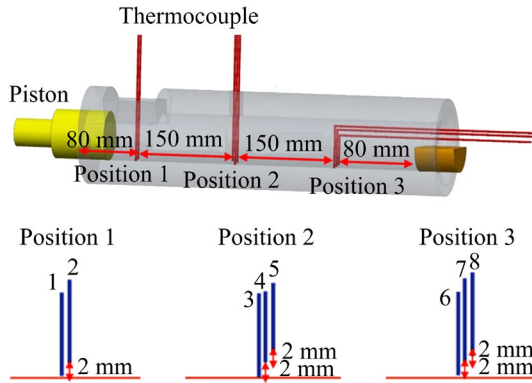 Thermocouple
Piston
80 mm 150 mm 150 mm 80 mm
Position 1 Position 2 Position 3
Position 1 Position 2 Position 3
1 2 3 4 5 6 7 8
2 mm 2 mm 2 mm
2 mm 2 mm